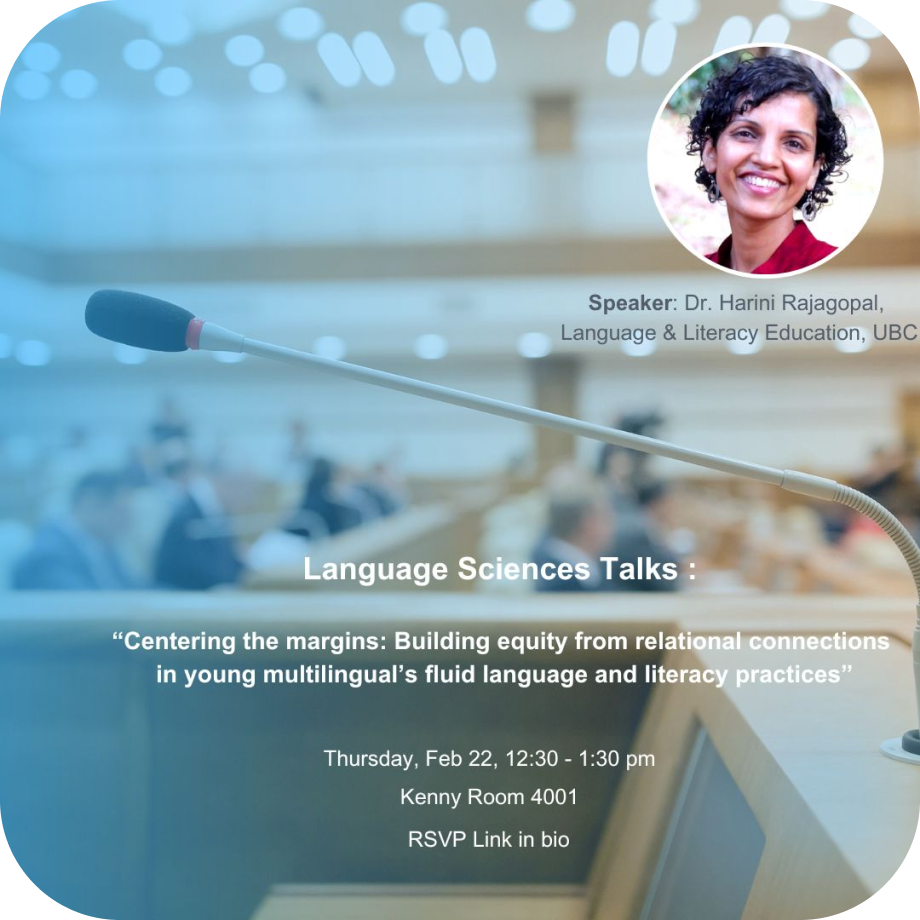 Speaker: Dr. Harini Rajagopal,
Language & Literacy Education, UBC
Language Sciences Talks :
“Centering the margins: Building equity from relational connections
in young multilingual’s fluid language and literacy practices”
Thursday, Feb 22, 12:30 - 1:30 pm
Kenny Room 4001
RSVP Link in bio